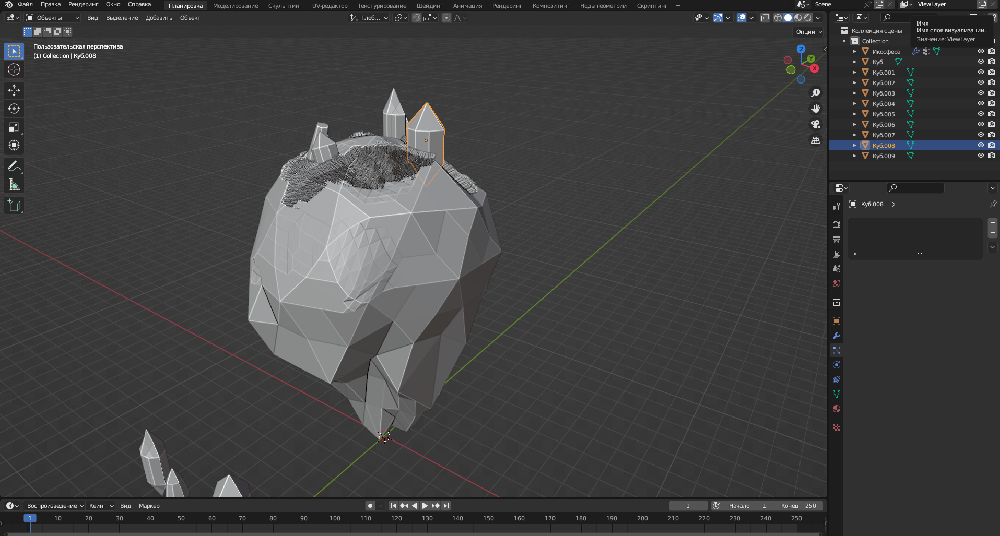 Файл Правка Рендеринг Окно Справка Планировка Моделирование Скульптинг UV-редактор Текстурирование Шейдинг Анимация Рендеринг Композитинг Ноды геометрии Скриптинг + Scene ViewLayer
Объекты Вид Выделение Добавить Объект Глоб...
Опции
Имя
Имя слоя визуализации.
Значение: ViewLayer
Пользовательская перспектива
(1) Collection | Куб.008
Z
Y
X
Коллекция сцены
Collection
Икосфера
Куб
Куб.001
Куб.002
Куб.003
Куб.004
Куб.005
Куб.006
Куб.007
Куб.008
Куб.009
Куб.008
Воспроизведение Кеинг Вид Маркер 1 Начало 1 Конец 250
1 10 20 30 40 50 60 70 80 90 100 110 120 130 140 150 160 170 180 190 200 210 220 230 240 250